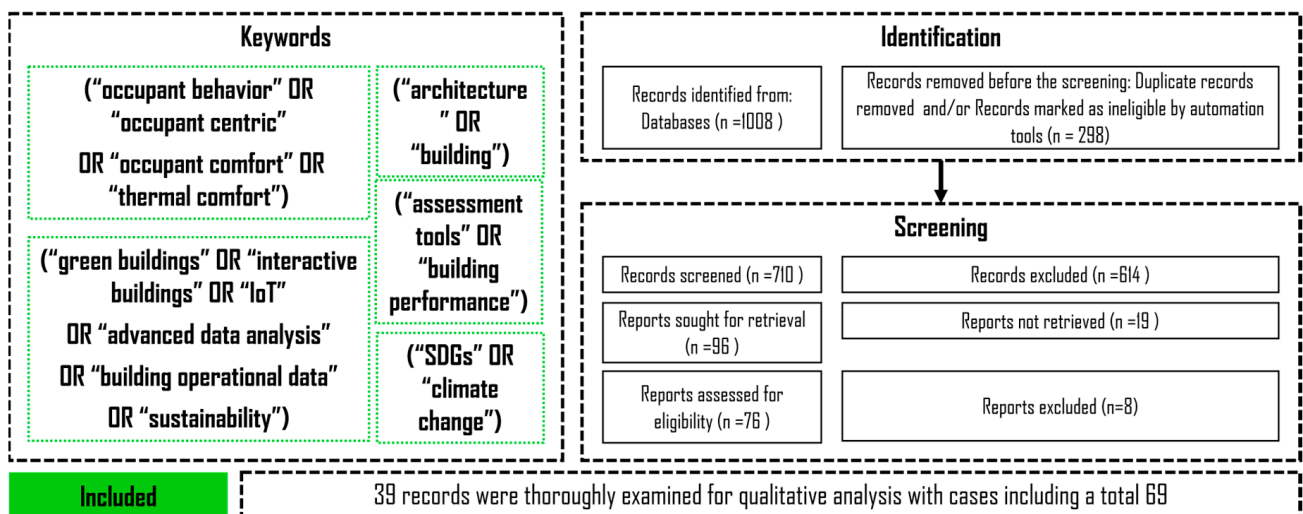 Keywords
(“occupant behavior” OR
“occupant centric”
OR “occupant comfort” OR
“thermal comfort”)
(“architecture
” OR
“building”)
(“assessment
tools” OR
“building
performance”)
(“green buildings” OR “interactive
buildings” OR “IoT”
OR “advanced data analysis”
OR “building operational data”
OR “sustainability”)
(“SDGs” OR
“climate
change”)
Identification
Records identified from:
Databases (n =1008 )
Records removed before the screening: Duplicate records
removed  and/or Records marked as ineligible by automation
tools (n = 298)
Screening
Records screened (n =710 )
Records excluded (n =614 )
Reports sought for retrieval
(n =96 )
Reports not retrieved (n =19 )
Reports assessed for
eligibility (n =76 )
Reports excluded (n=8)
Included
39 records were thoroughly examined for qualitative analysis with cases including a total 69